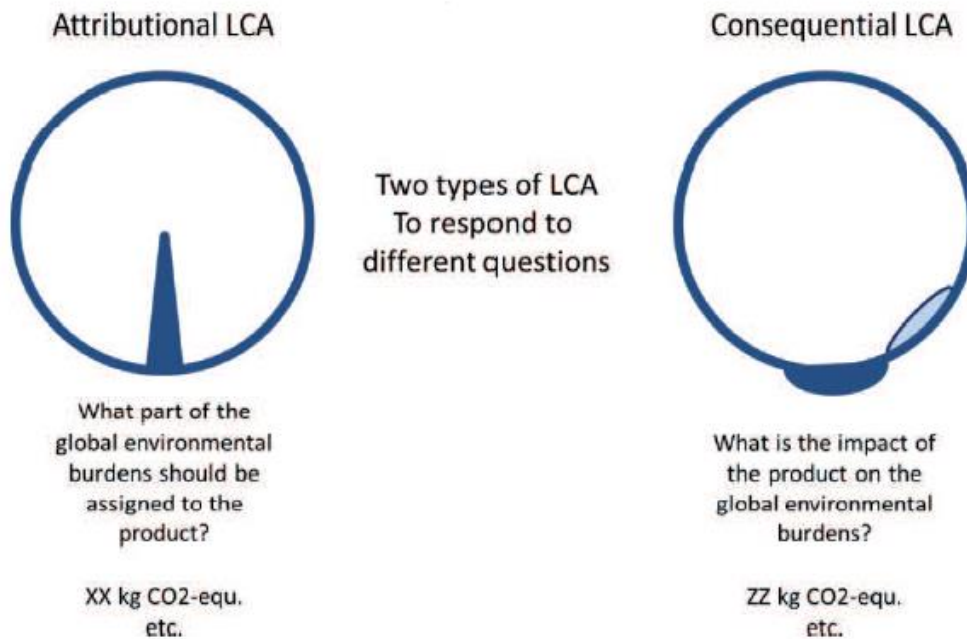 Attributional LCA
Consequential LCA
Two types of LCA
To respond to
different questions
What part of the
global environmental
burdens should be
assigned to the
product?
XX kg CO2-equ.
etc.
What is the impact of
the product on the
global environmental
burdens?
ZZ kg CO2-equ.
etc.